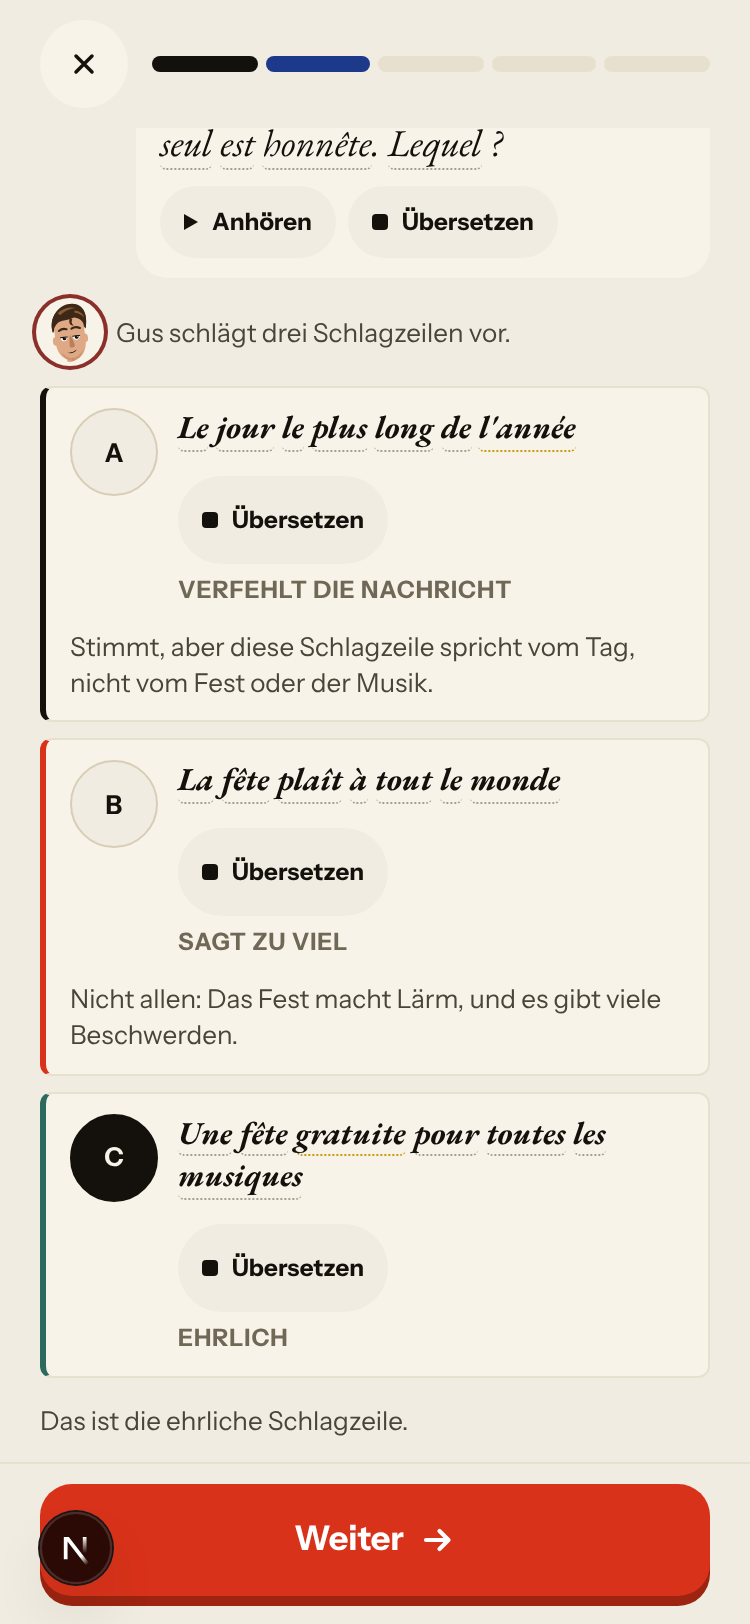 seul est honnête. Lequel ?
Anhören
Übersetzen
Gus schlägt drei Schlagzeilen vor.
A
Le jour le plus long de l'année
Übersetzen
VERFEHLT DIE NACHRICHT
Stimmt, aber diese Schlagzeile spricht vom Tag,
nicht vom Fest oder der Musik.
B
La fête plaît à tout le monde
Übersetzen
SAGT ZU VIEL
Nicht allen: Das Fest macht Lärm, und es gibt viele
Beschwerden.
C
Une fête gratuite pour toutes les
musiques
Übersetzen
EHRLICH
Das ist die ehrliche Schlagzeile.
Weiter →
N